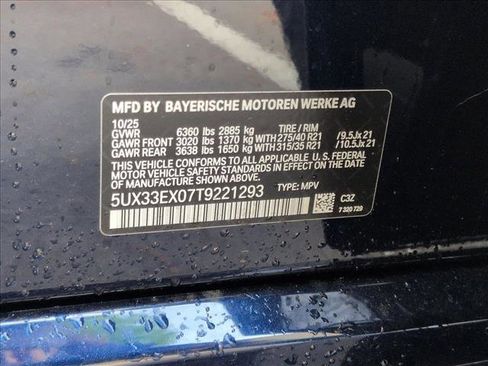 MFD BY BAYERISCHE MOTOREN WERKE AG
10/25
GVWR 6360 lbs 2885 kg TIRE / RIM
GAWR FRONT 3020 lbs 1370 kg WITH 275/40 R21 /9.5Jx21
GAWR REAR 3638 lbs 1650 kg WITH 315/35 R21 /10.5Jx21
THIS VEHICLE CONFORMS TO ALL APPLICABLE U.S. FEDERAL
MOTOR VEHICLE SAFETY STANDARDS IN EFFECT ON THE DATE
OF MANUFACTURE SHOWN ABOVE.
5UX33EX07T9221293 TYPE: MPV
C3Z
7 320 729